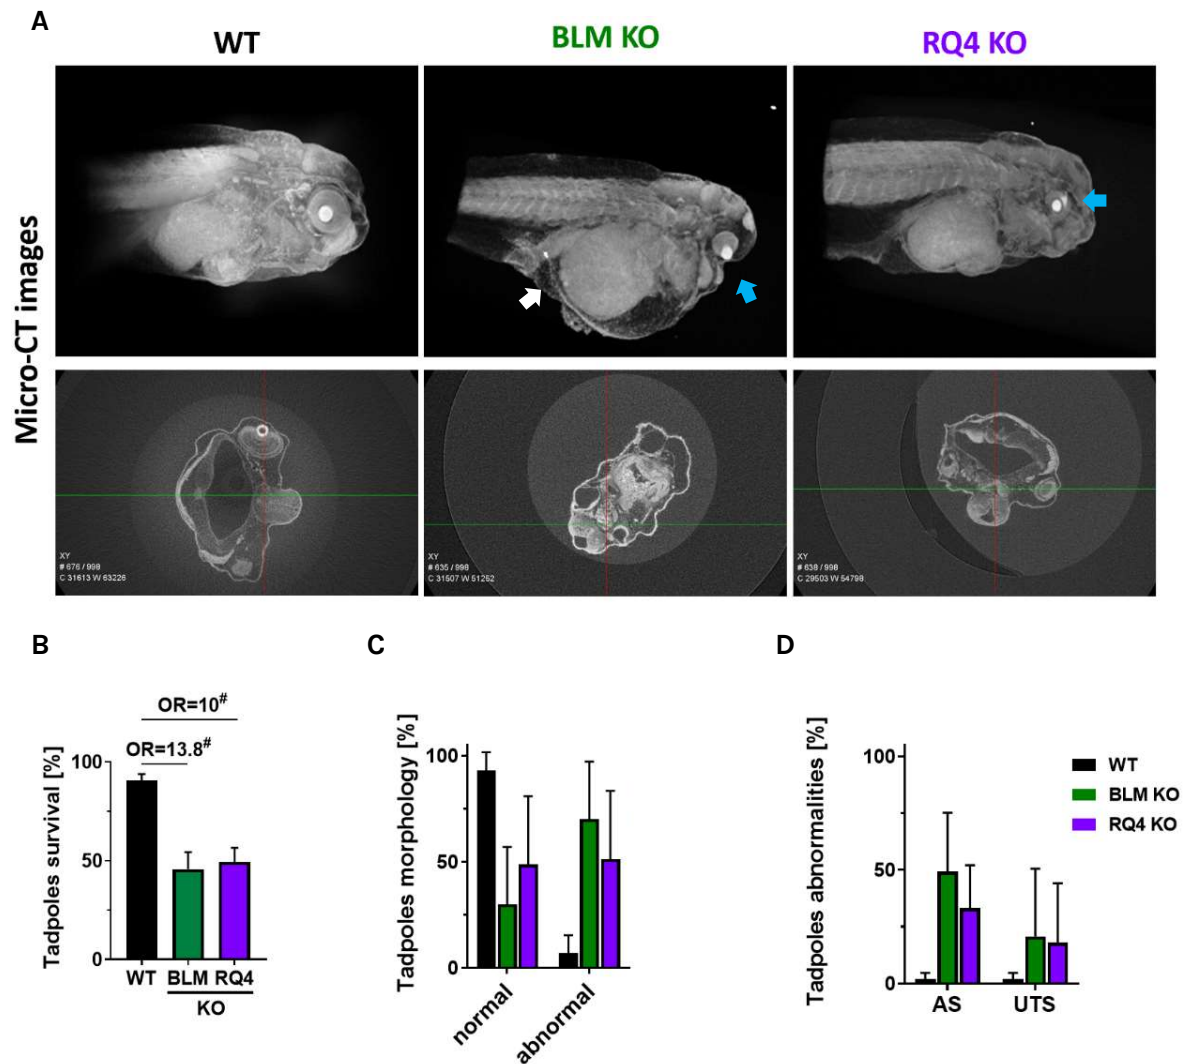 A
WT
BLM KO
RQ4 KO
Micro-CT images
XY
# 676 / 998
C 31613 W 63226
XY
# 635 / 998
C 31507 W 51252
XY
# 638 / 998
C 29503 W 54798
B
OR=10#
OR=13.8#
Tadpoles survival [%]
100
50
0
WT BLM RQ4
KO
C
Tadpoles morphology [%]
100
50
0
normal
abnormal
D
Tadpoles abnormalities [%]
100
50
0
AS UTS
WT
BLM KO
RQ4 KO